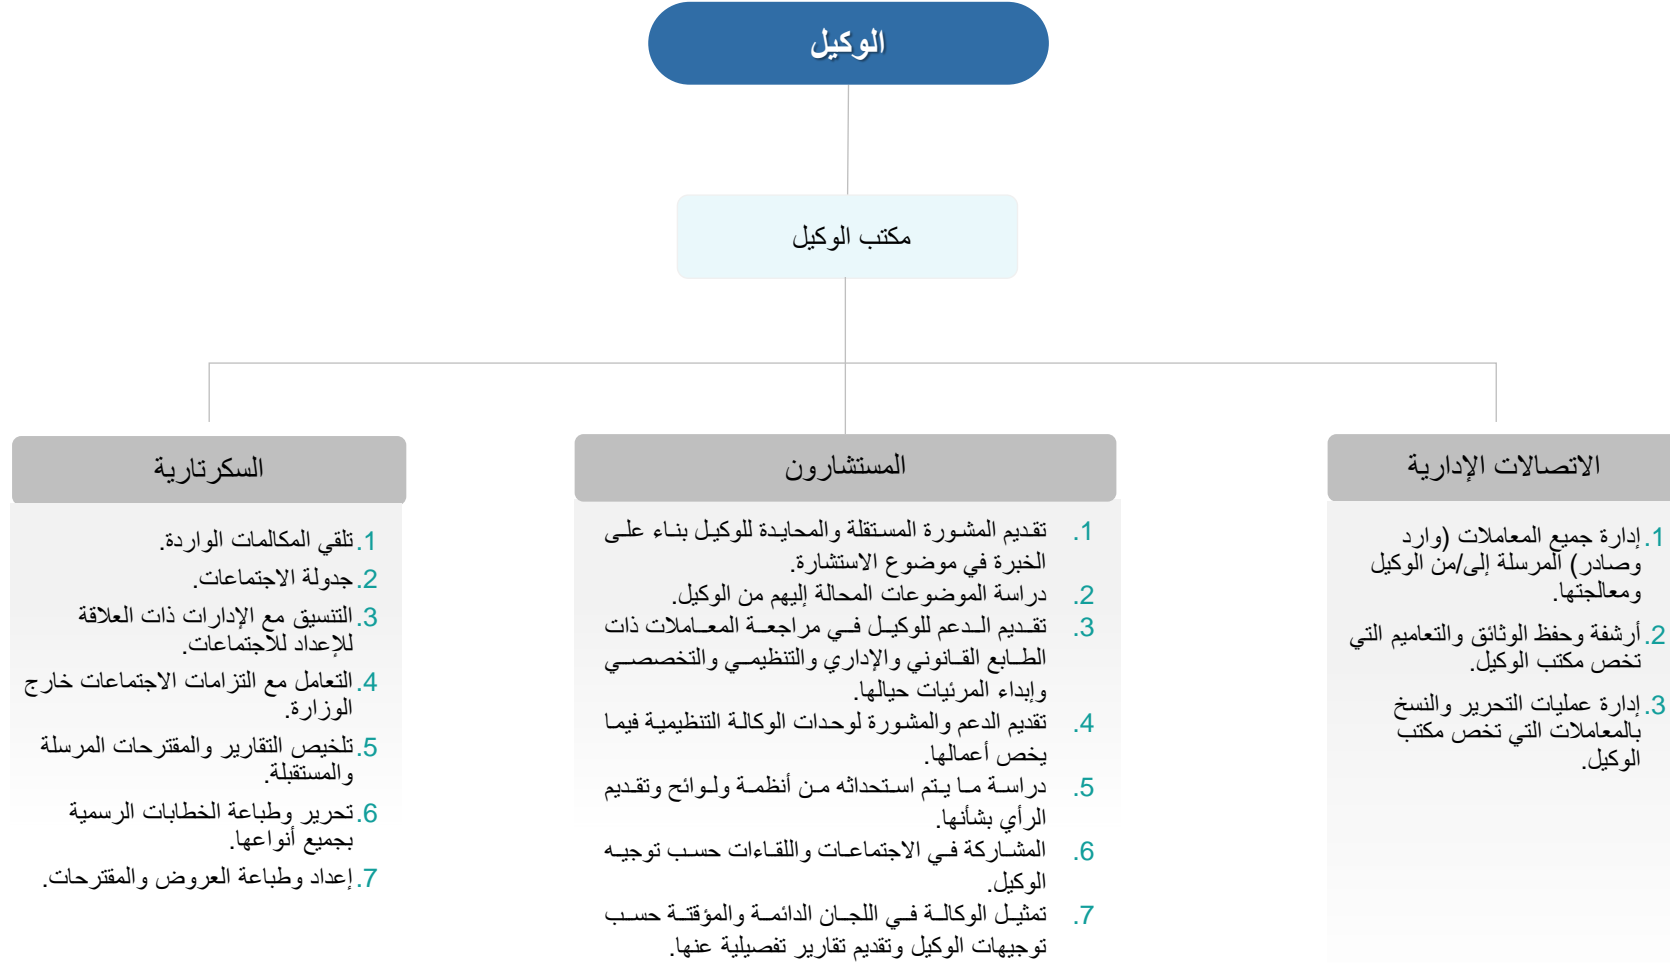 الوكيل
مكتب الوكيل
الاتصالات الإدارية
1. إدارة جميع المعاملات (وارد
وصادر) المرسلة إلى/من الوكيل
ومعالجتها.
2. أرشفة وحفظ الوثائق والتعاميم التي
تخص مكتب الوكيل.
3. إدارة عمليات التحرير والنسخ
بالمعاملات التي تخص مكتب
الوكيل.
المستشارون
1. تقديم المشورة المستقلة والمحايدة للوكيل بناء على
الخبرة في موضوع الاستشارة.
2. دراسة الموضوعات المحالة إليهم من الوكيل.
3. تقديم الدعم للوكيل في مراجعة المعاملات ذات
الطابع القانوني والإداري والتنظيمي والتخصصي
وإبداء المرئيات حيالها.
4. تقديم الدعم والمشورة لوحدات الوكالة التنظيمية فيما
يخص أعمالها.
5. دراسة ما يتم استحداثه من أنظمة ولوائح وتقديم
الرأي بشأنها.
6. المشاركة في الاجتماعات واللقاءات حسب توجيه
الوكيل.
7. تمثيل الوكالة في اللجان الدائمة والمؤقتة حسب
توجيهات الوكيل وتقديم تقارير تفصيلية عنها.
السكرتارية
1. تلقي المكالمات الواردة.
2. جدولة الاجتماعات.
3. التنسيق مع الإدارات ذات العلاقة
للإعداد للاجتماعات.
4. التعامل مع التزامات الاجتماعات خارج
الوزارة.
5. تلخيص التقارير والمقترحات المرسلة
والمستقبلة.
6. تحرير وطباعة الخطابات الرسمية
بجميع أنواعها.
7. إعداد وطباعة العروض والمقترحات.